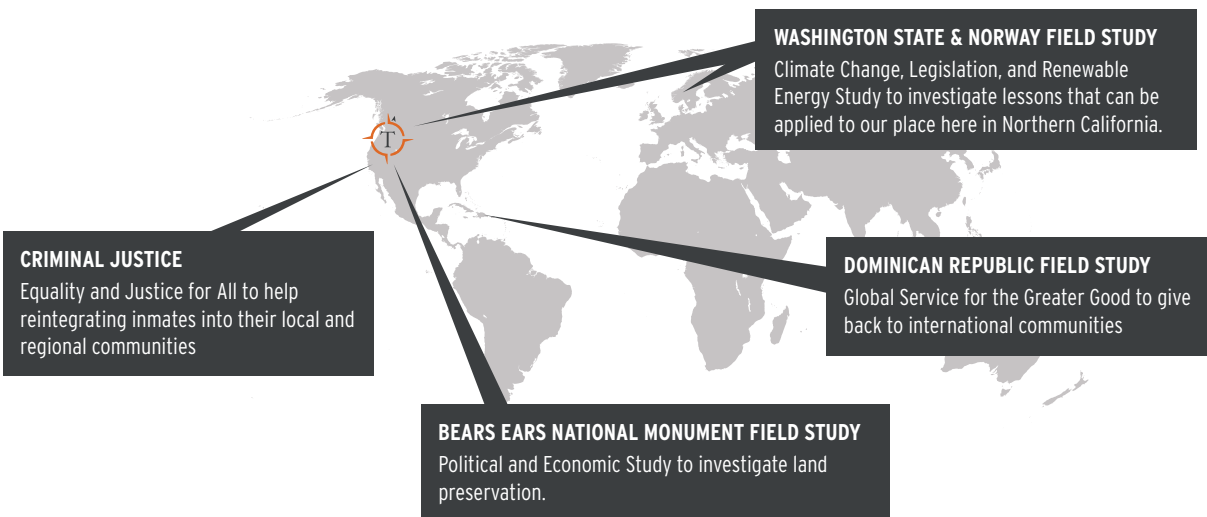 WASHINGTON STATE & NORWAY FIELD STUDY
Climate Change, Legislation, and Renewable
Energy Study to investigate lessons that can be
applied to our place here in Northern California.
T
CRIMINAL JUSTICE
Equality and Justice for All to help
reintegrating inmates into their local and
regional communities
DOMINICAN REPUBLIC FIELD STUDY
Global Service for the Greater Good to give
back to international communities
BEARS EARS NATIONAL MONUMENT FIELD STUDY
Political and Economic Study to investigate land
preservation.